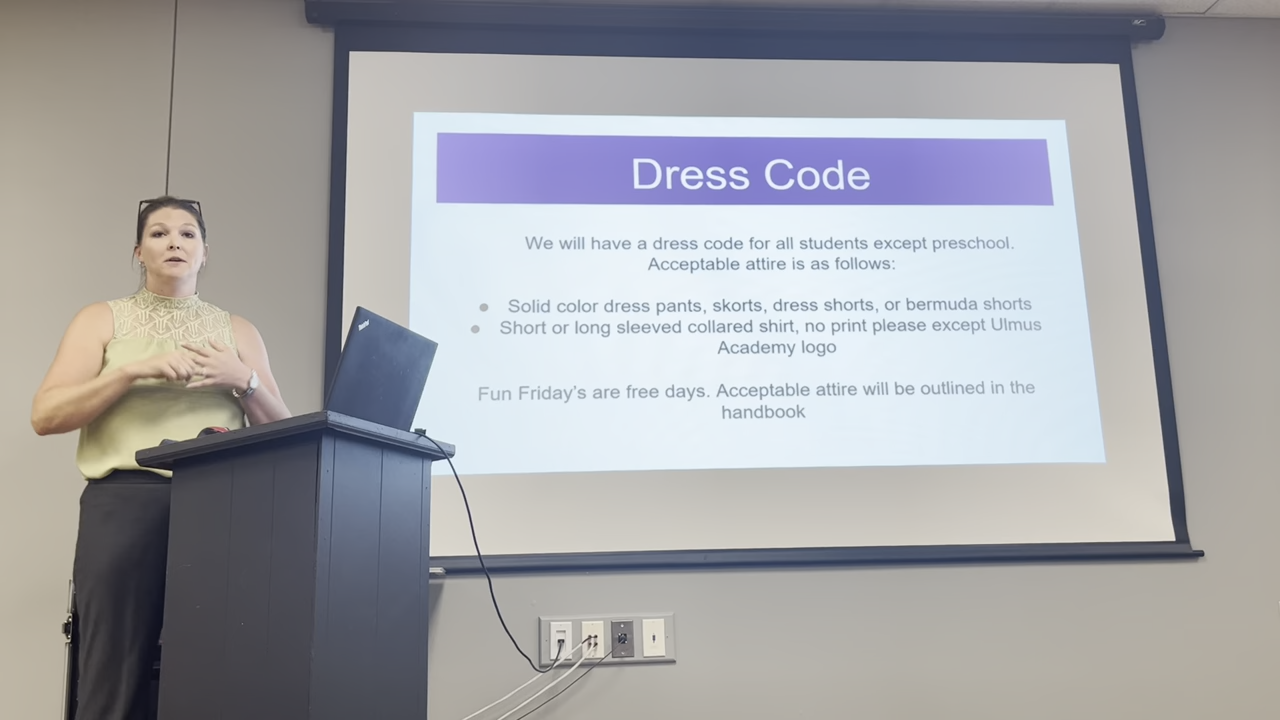 Dress Code
We will have a dress code for all students except preschool.
Acceptable attire is as follows:
● Solid color dress pants, skorts, dress shorts, or bermuda shorts
● Short or long sleeved collared shirt, no print please except Ulmus
Academy logo
Fun Friday's are free days. Acceptable attire will be outlined in the
handbook